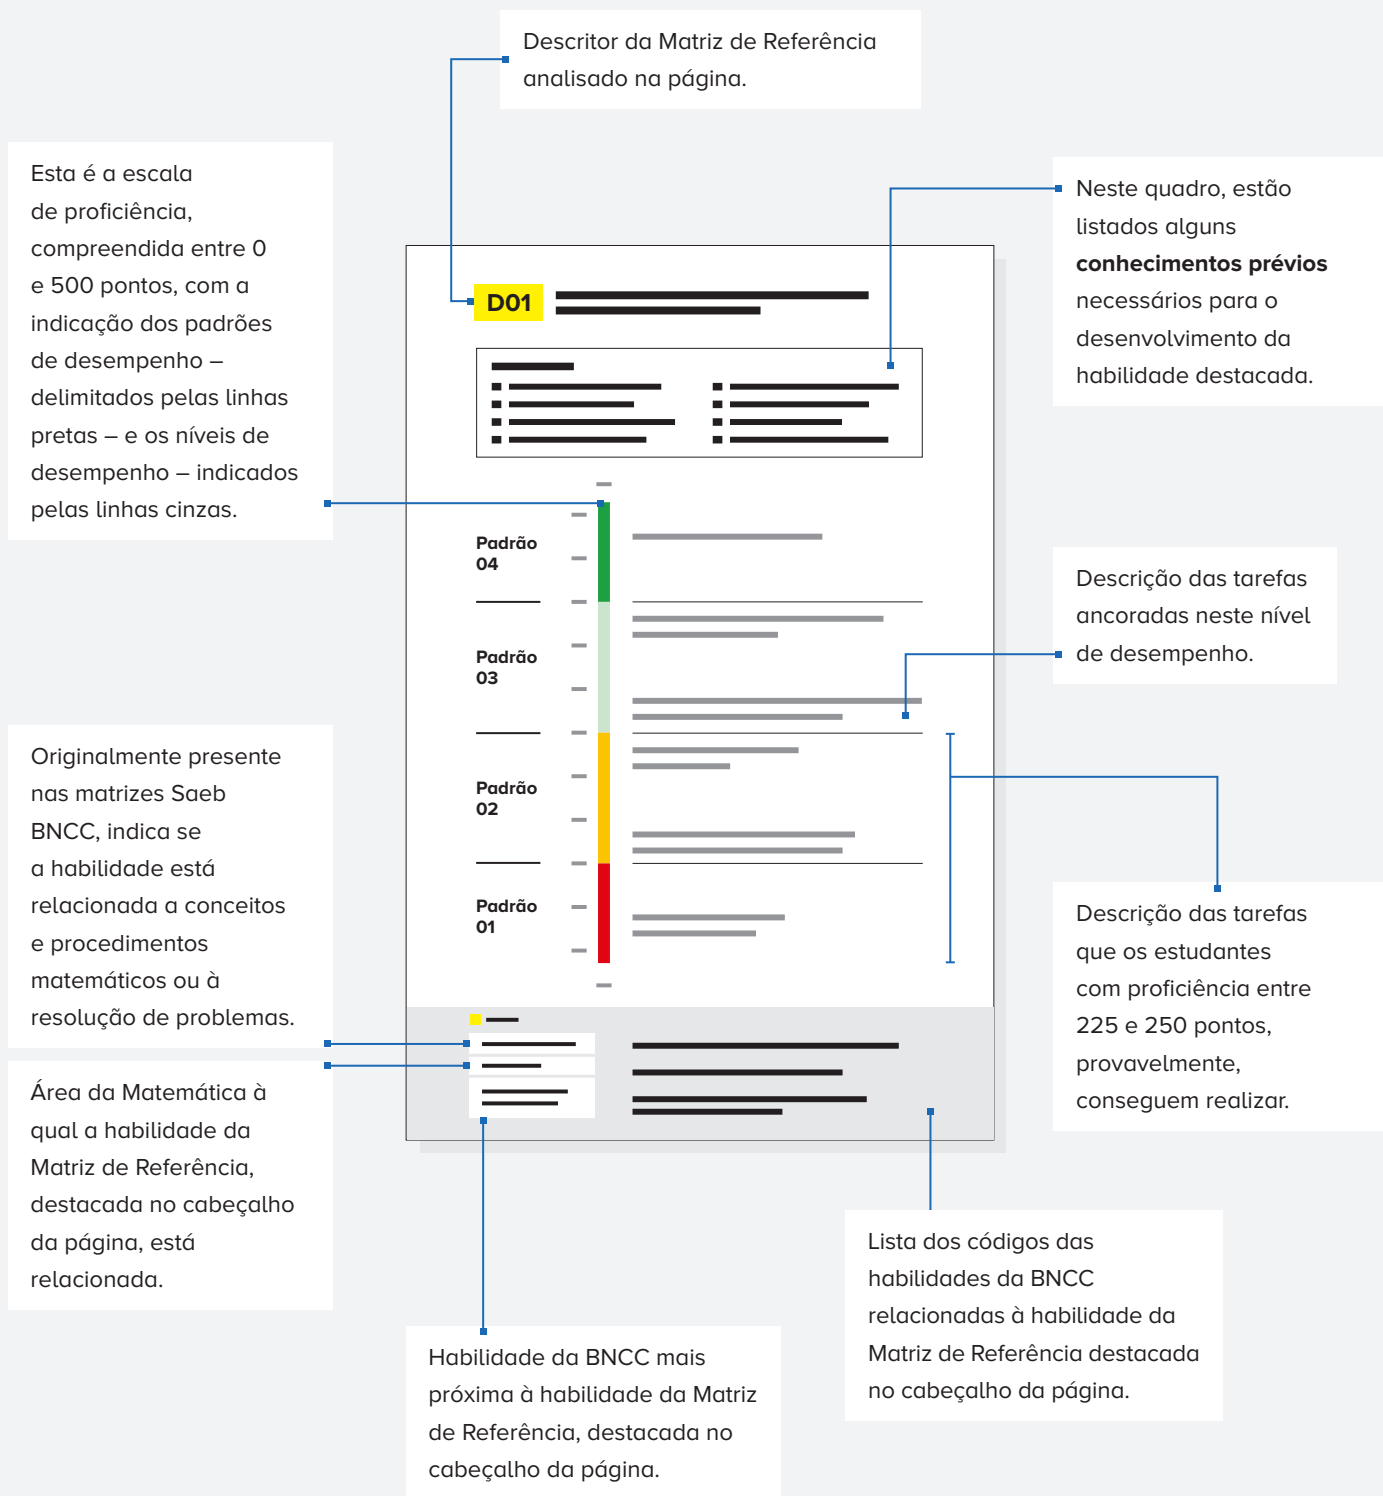 Descritor da Matriz de Referência
analisado na página.
Esta é a escala
de proficiência,
compreendida entre 0
e 500 pontos, com a
indicação dos padrões
de desempenho –
delimitados pelas linhas
pretas – e os níveis de
desempenho – indicados
pelas linhas cinzas.
Neste quadro, estão
listados alguns
conhecimentos prévios
necessários para o
desenvolvimento da
habilidade destacada.
D01
Padrão
04
Padrão
03
Padrão
02
Padrão
01
Descrição das tarefas
ancoradas neste nível
de desempenho.
Originalmente presente
nas matrizes Saeb
BNCC, indica se
a habilidade está
relacionada a conceitos
e procedimentos
matemáticos ou à
resolução de problemas.
Descrição das tarefas
que os estudantes
com proficiência entre
225 e 250 pontos,
provavelmente,
conseguem realizar.
Área da Matemática à
qual a habilidade da
Matriz de Referência,
destacada no cabeçalho
da página, está
relacionada.
Lista dos códigos das
habilidades da BNCC
relacionadas à habilidade da
Matriz de Referência destacada
no cabeçalho da página.
Habilidade da BNCC mais
próxima à habilidade da Matriz
de Referência, destacada no
cabeçalho da página.